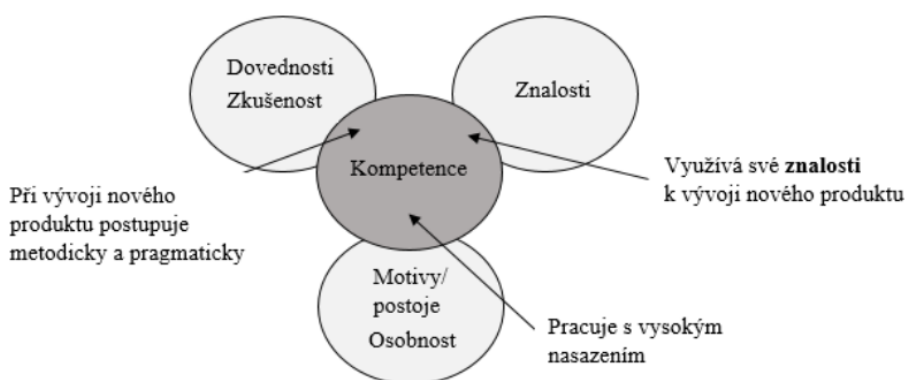 Dovednosti
Zkušenost
Znalosti
Kompetence
Při vývoji nového
produktu postupuje
metodicky a pragmaticky
Využívá své znalosti
k vývoji nového produktu
Motivy/
postoje
Osobnost
Pracuje s vysokým
nasazením